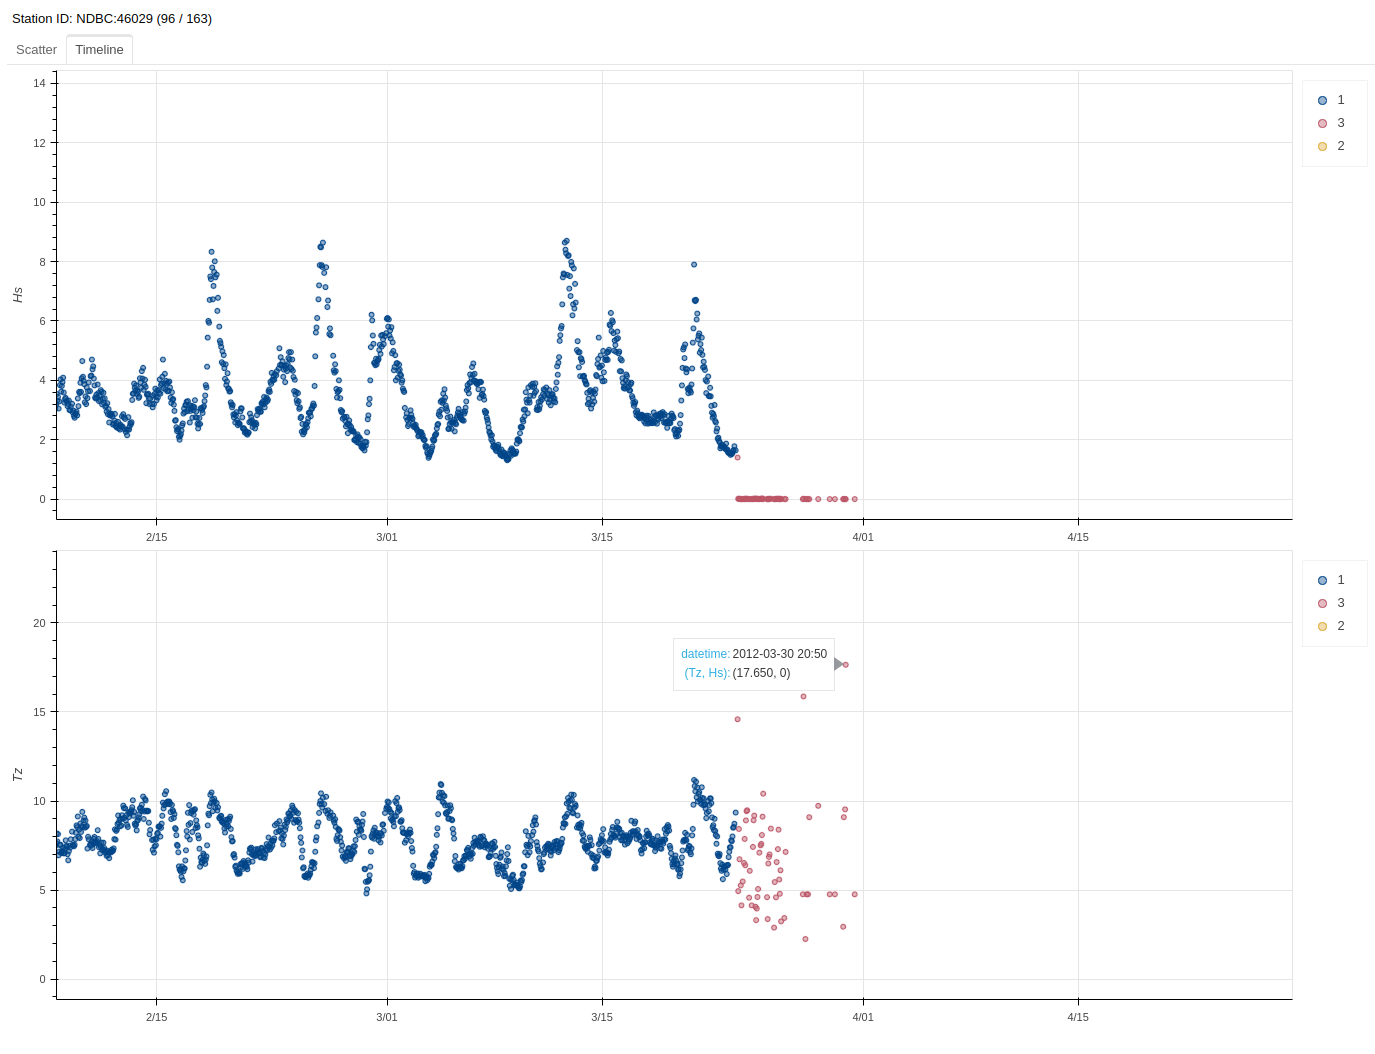 Station ID: NDBC:46029 (96 / 163)
Scatter Timeline
14
12
10
8
6
4
2
0
Hs
2/15 3/01 3/15 4/01 4/15
1
3
2
20
15
10
5
0
Tz
2/15 3/01 3/15 4/01 4/15
1
3
2
datetime: 2012-03-30 20:50
(Tz, Hs): (17.650, 0)